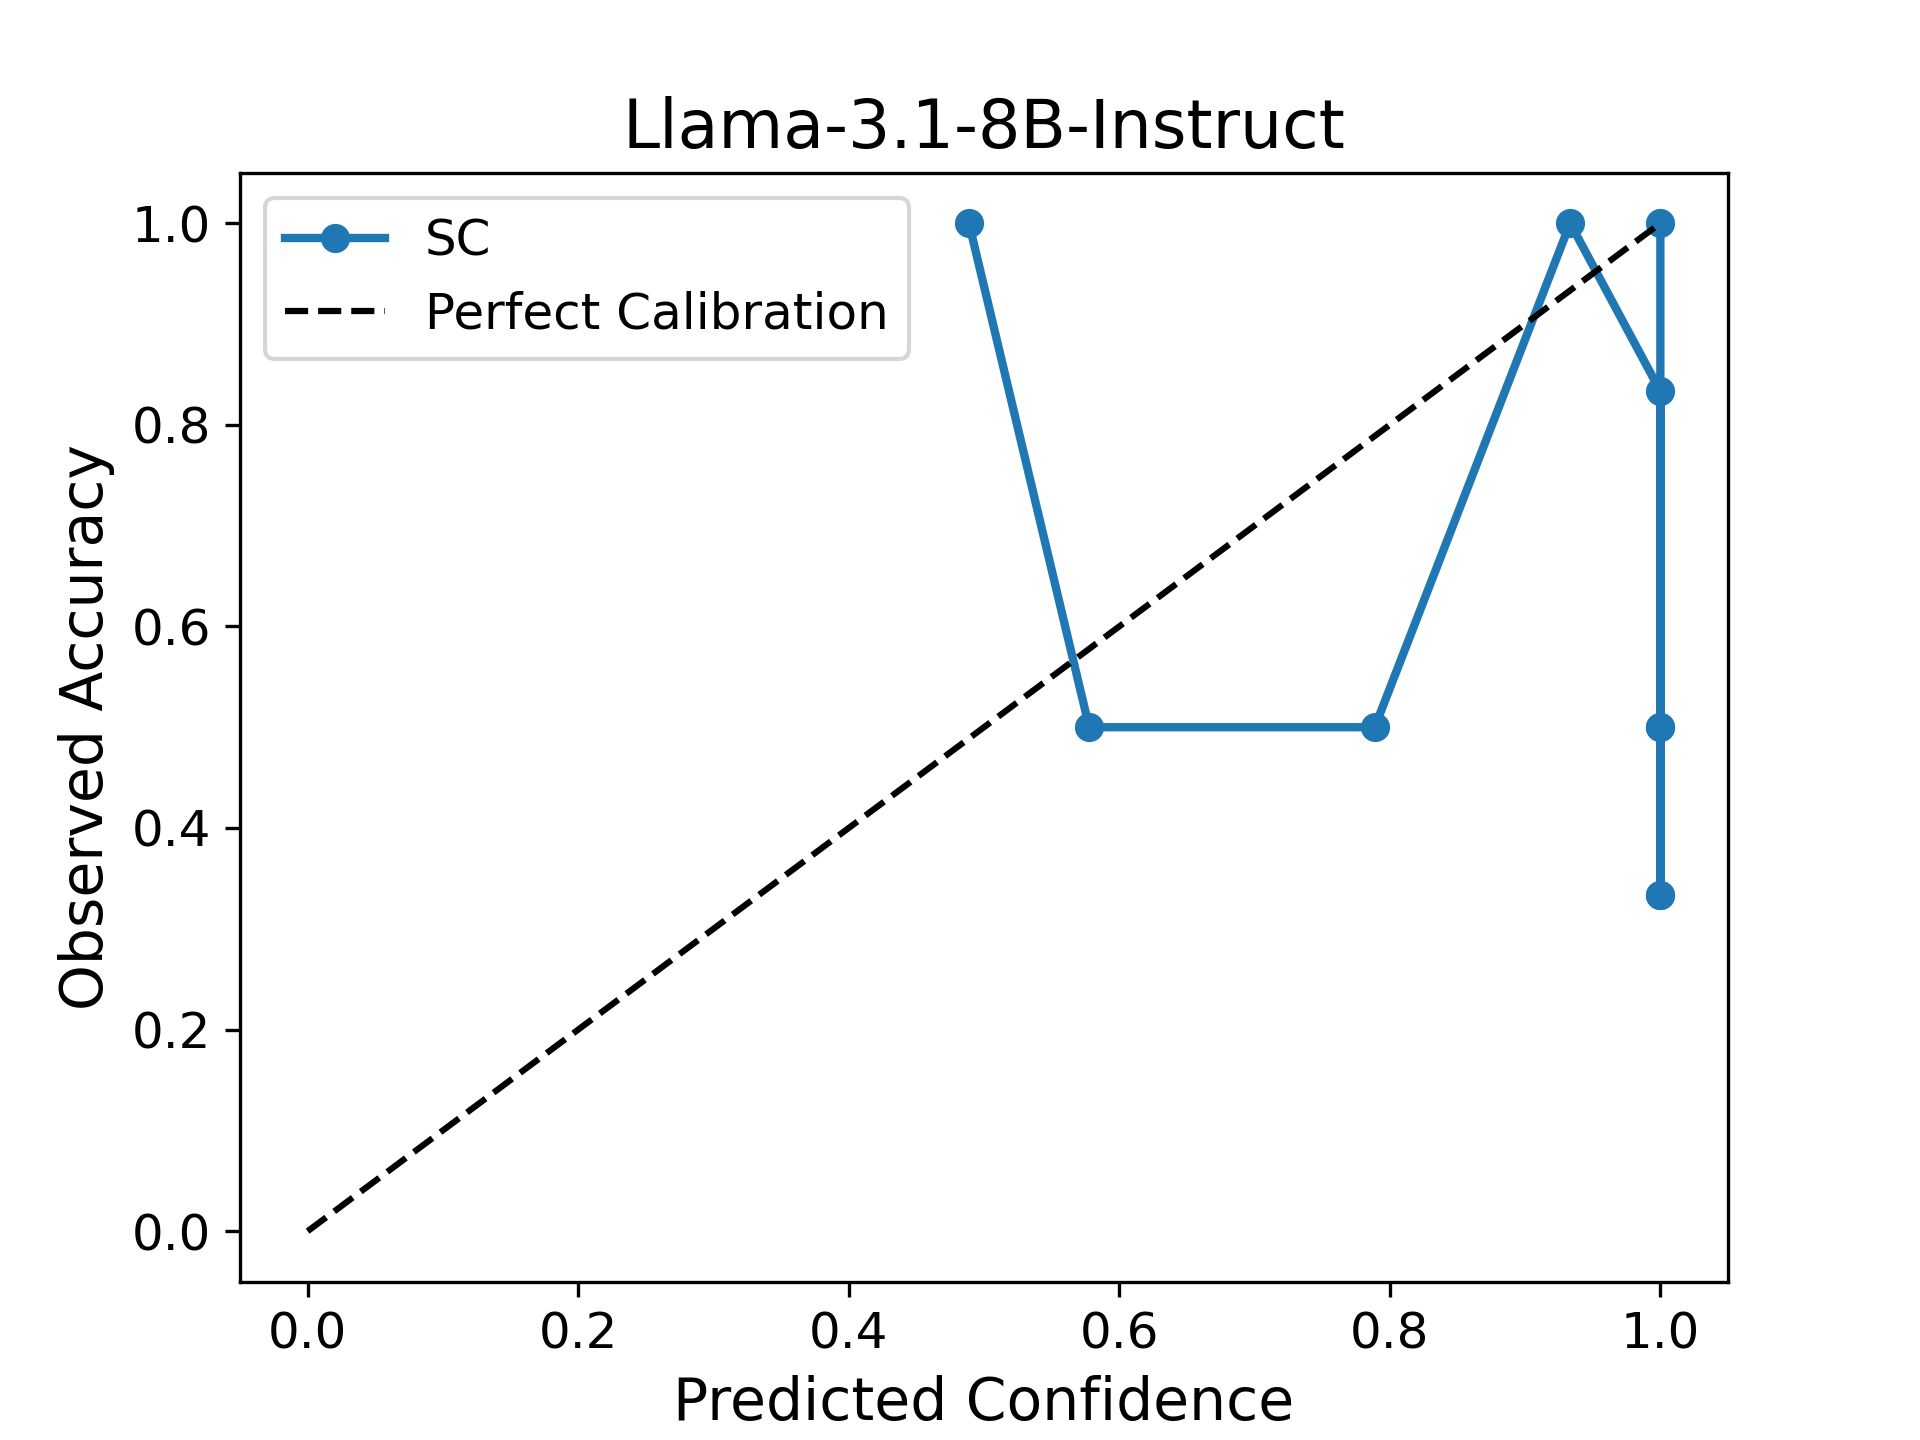 Llama-3.1-8B-Instruct
SC
Perfect Calibration
1.0
0.8
0.6
0.4
0.2
0.0
Observed Accuracy
0.0 0.2 0.4 0.6 0.8 1.0
Predicted Confidence